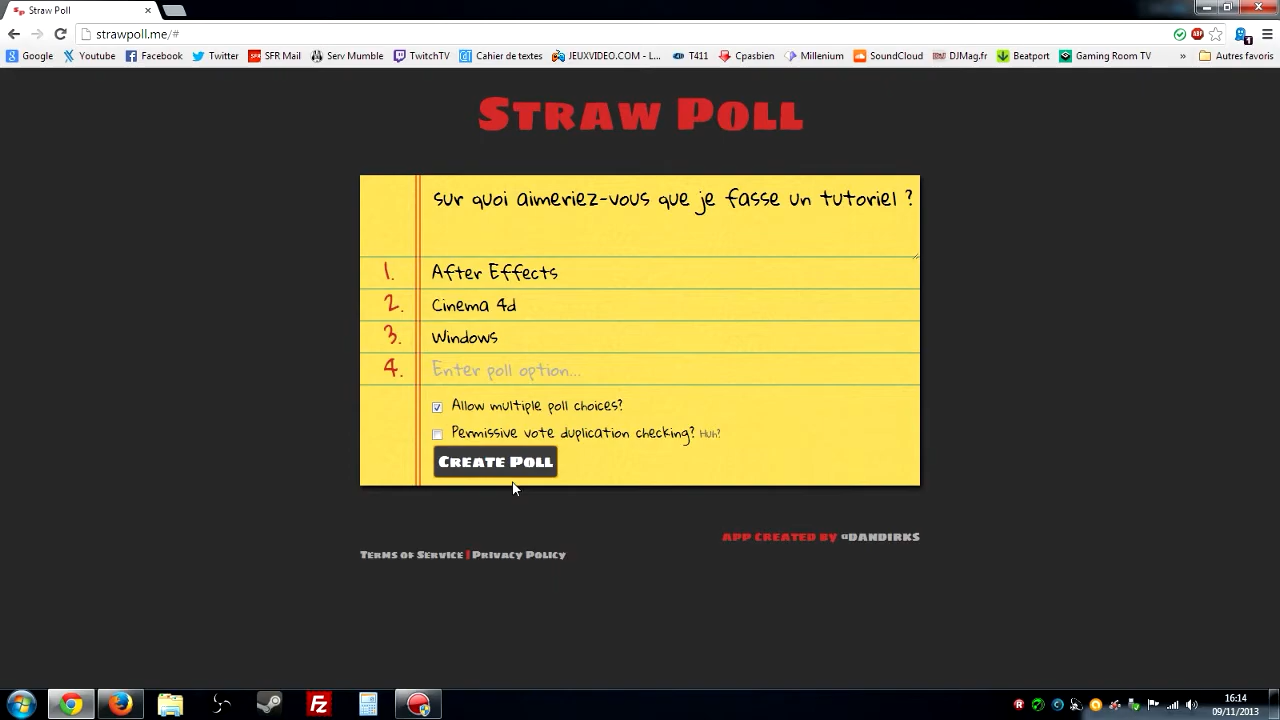 Straw Poll
strawpoll.me/#
Google Youtube Facebook Twitter SFR Mail Serv Mumble TwitchTV Cahier de textes JEUXVIDEO.COM - L... T411 Cpasbien Millenium SoundCloud DJMag.fr Beatport Gaming Room TV » Autres favoris
STRAW POLL
sur quoi aimeriez-vous que je fasse un tutoriel ?
1. After Effects
2. Cinema 4d
3. Windows
4. Enter poll option...
Allow multiple poll choices?
Permissive vote duplication checking? Huh?
CREATE POLL
APP CREATED BY @DANDIRKS
TERMS OF SERVICE | PRIVACY POLICY
16:14
09/11/2013